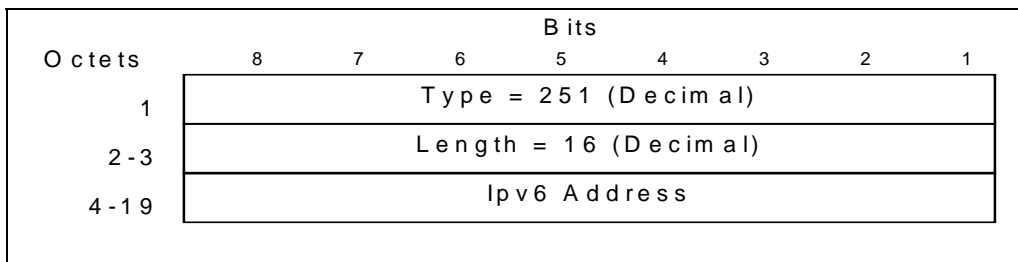 Bits
Octets 8 7 6 5 4 3 2 1
1 Type = 251 (Decimal)
2-3 Length = 16 (Decimal)
4-19 Ipv6 Address